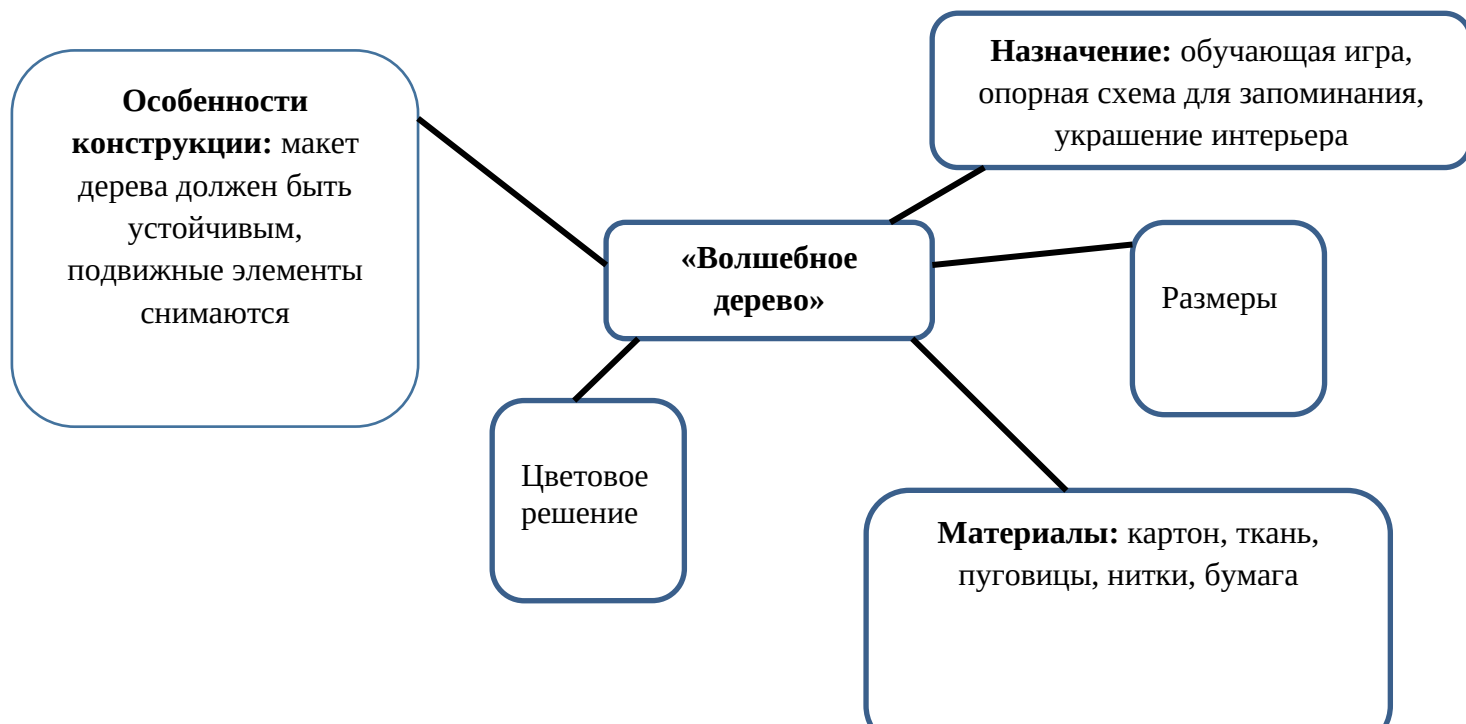 Особенности
конструкции: макет
дерева должен быть
устойчивым,
подвижные элементы
снимаются
Назначение: обучающая игра,
опорная схема для запоминания,
украшение интерьера
«Волшебное
дерево»
Размеры
Цветовое
решение
Материалы: картон, ткань,
пуговицы, нитки, бумага